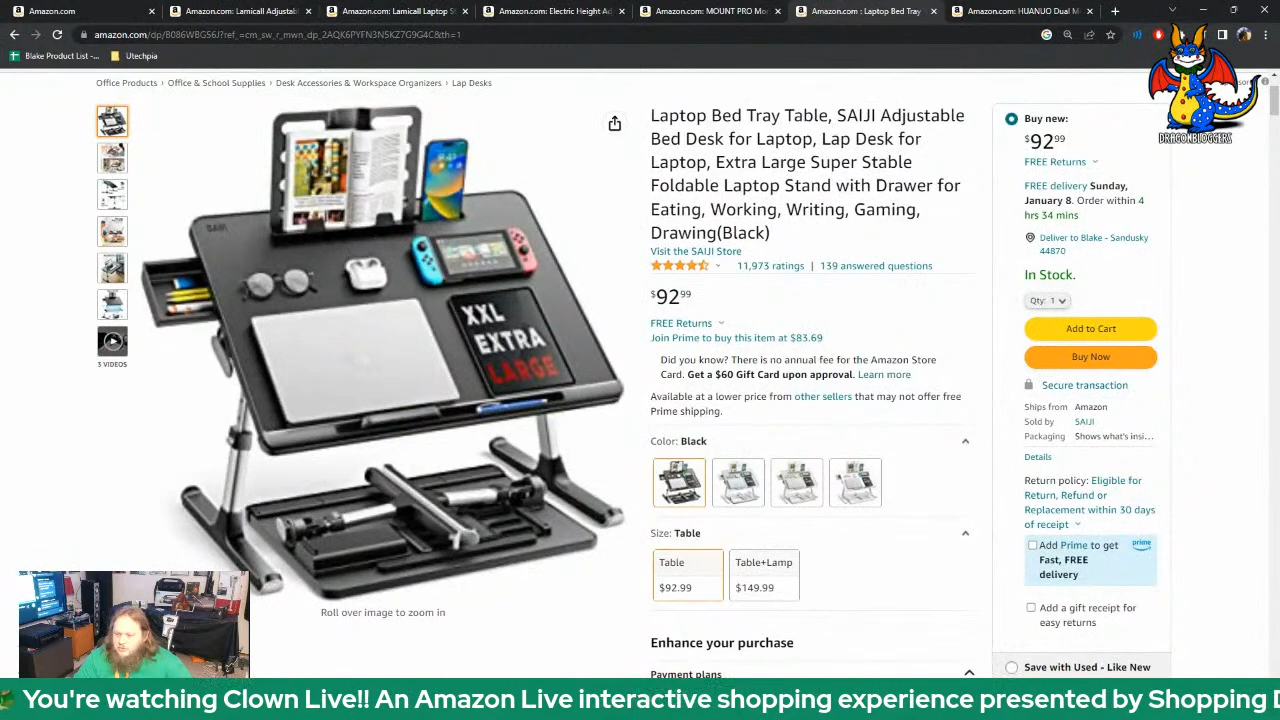 Amazon.com
Amazon.com: Lamicall Adjustab
Amazon.com: Lamicall Laptop S
Amazon.com: Electric Height Ad
Amazon.com: MOUNT PRO Mo
Amazon.com : Laptop Bed Tray
Amazon.com: HUANUO Dual M
amazon.com/dp/B086WBG56J?ref_=cm_sw_r_mwn_dp_2AQK6PYFN3N5KZ7G9G4C&th=1
Blake Product List -...
Utechpia
DRAGONBLOGGERS
Office Products › Office & School Supplies › Desk Accessories & Workspace Organizers › Lap Desks
SAIJI
XXL
EXTRA
LARGE
3 VIDEOS
Roll over image to zoom in
Laptop Bed Tray Table, SAIJI Adjustable
Bed Desk for Laptop, Lap Desk for
Laptop, Extra Large Super Stable
Foldable Laptop Stand with Drawer for
Eating, Working, Writing, Gaming,
Drawing(Black)
Visit the SAIJI Store
11,973 ratings | 139 answered questions
$92 99
FREE Returns
Join Prime to buy this item at $83.69
Did you know? There is no annual fee for the Amazon Store
Card. Get a $60 Gift Card upon approval. Learn more
Available at a lower price from other sellers that may not offer free
Prime shipping.
Color: Black
Size: Table
Table
$92.99
Table+Lamp
$149.99
Enhance your purchase
Payment plans
Buy new:
$92 99
FREE Returns
FREE delivery Sunday,
January 8. Order within 4
hrs 34 mins
Deliver to Blake - Sandusky
44870
In Stock.
Qty: 1
Add to Cart
Buy Now
Secure transaction
Ships from Amazon
Sold by SAIJI
Packaging Shows what's insi...
Details
Return policy: Eligible for
Return, Refund or
Replacement within 30 days
of receipt
Add Prime to get
Fast, FREE
delivery
prime
Add a gift receipt for
easy returns
Save with Used - Like New
You're watching Clown Live!! An Amazon Live interactive shopping experience presented by Shopping